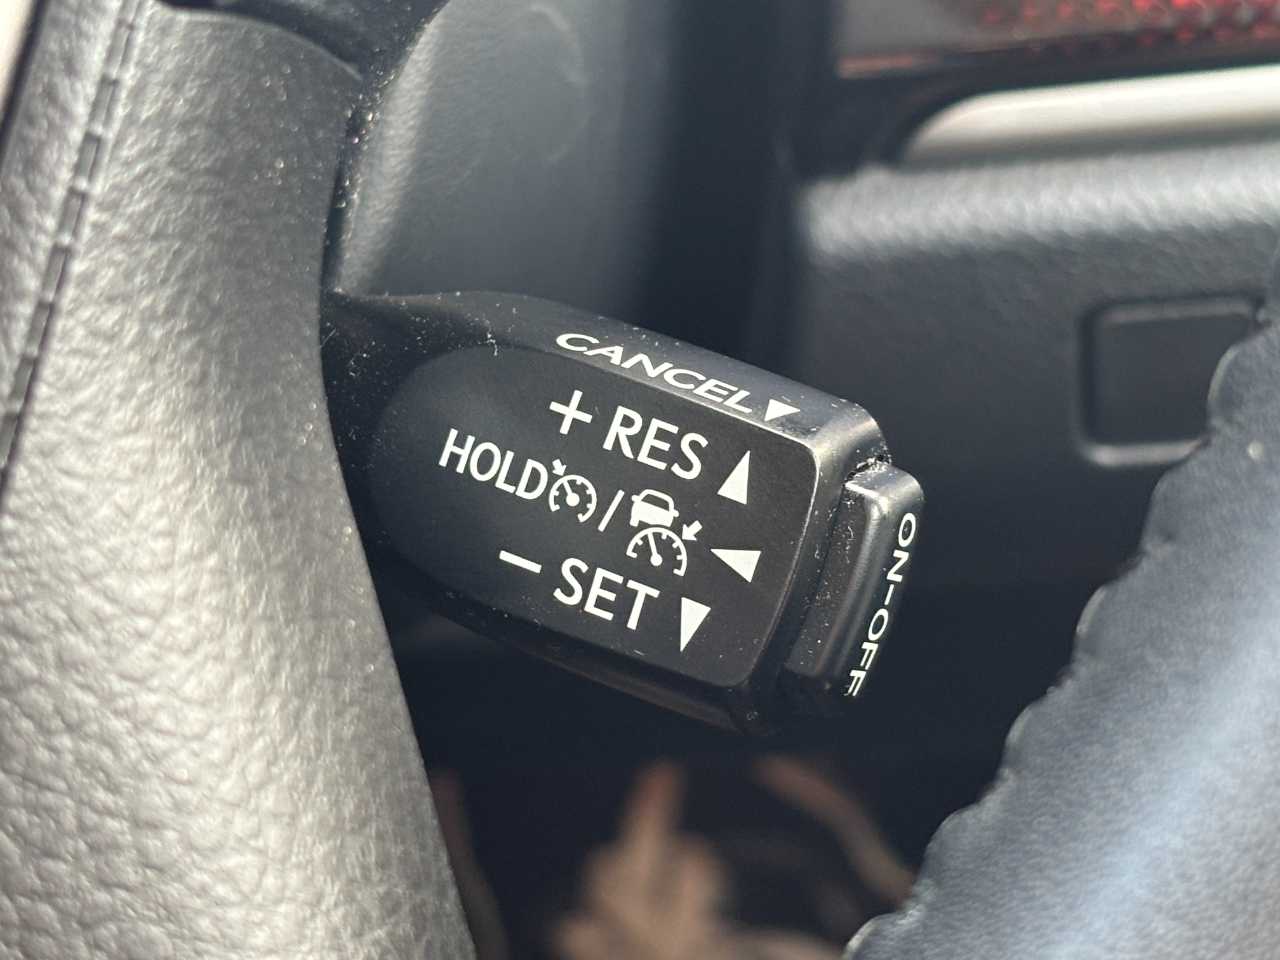 CANCEL▼
+ RES ▲
HOLD / ◀
− SET ▼
ON-OFF